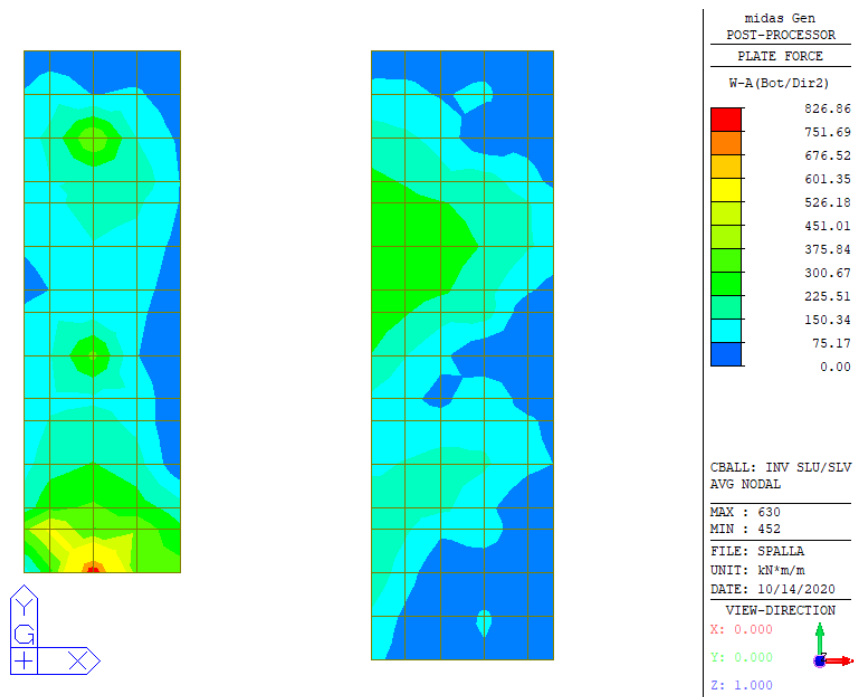 midas Gen
POST-PROCESSOR
PLATE FORCE
W-A(Bot/Dir2)
826.86
751.69
676.52
601.35
526.18
451.01
375.84
300.67
225.51
150.34
75.17
0.00
CBALL: INV SLU/SLV
AVG NODAL
MAX : 630
MIN : 452
FILE: SPALLA
UNIT: kN*m/m
DATE: 10/14/2020
VIEW-DIRECTION
X: 0.000
Y: 0.000
Z: 1.000
Y
G
X